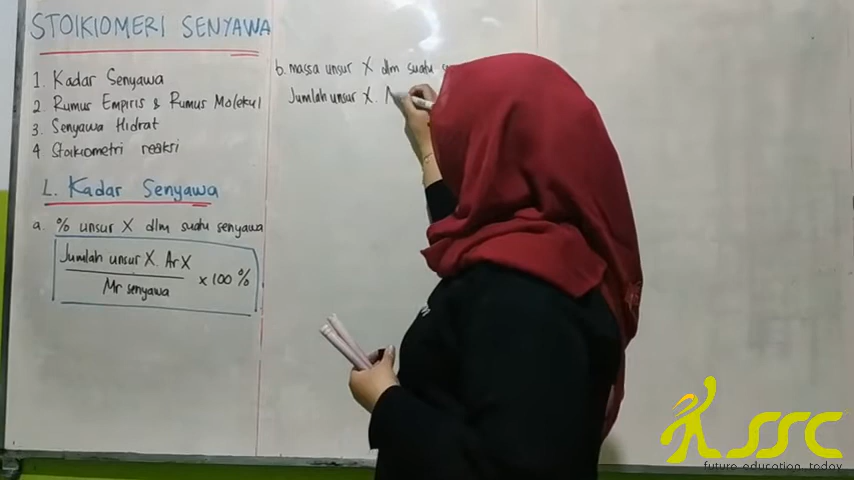 STOIKIOMERI SENYAWA
1. Kadar Senyawa
2. Rumus Empiris & Rumus Molekul
3. Senyawa Hidrat
4 Stoikiometri reaksi
1. Kadar Senyawa
a. % unsur X dlm suatu senyawa
Jumlah unsur X. Ar X
Mr senyawa
x 100 %
b. massa unsur X dlm suatu
Jumlah unsur X. A
SSC
future education today